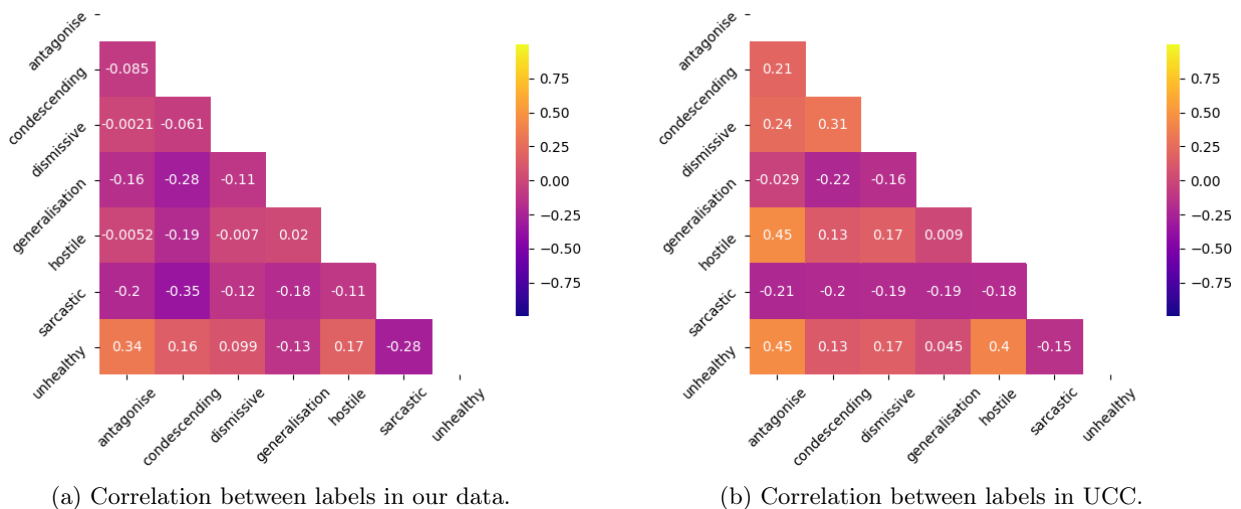 antagonise
condescending -0.085
dismissive -0.0021 -0.061
generalisation -0.16 -0.28 -0.11
hostile -0.0052 -0.19 -0.007 0.02
sarcastic -0.2 -0.35 -0.12 -0.18 -0.11
unhealthy 0.34 0.16 0.099 -0.13 0.17 -0.28
antagonise condescending dismissive generalisation hostile sarcastic unhealthy
0.75
0.50
0.25
0.00
−0.25
−0.50
−0.75
(a) Correlation between labels in our data.
antagonise
condescending 0.21
dismissive 0.24 0.31
generalisation -0.029 -0.22 -0.16
hostile 0.45 0.13 0.17 0.009
sarcastic -0.21 -0.2 -0.19 -0.19 -0.18
unhealthy 0.45 0.13 0.17 0.045 0.4 -0.15
antagonise condescending dismissive generalisation hostile sarcastic unhealthy
0.75
0.50
0.25
0.00
−0.25
−0.50
−0.75
(b) Correlation between labels in UCC.